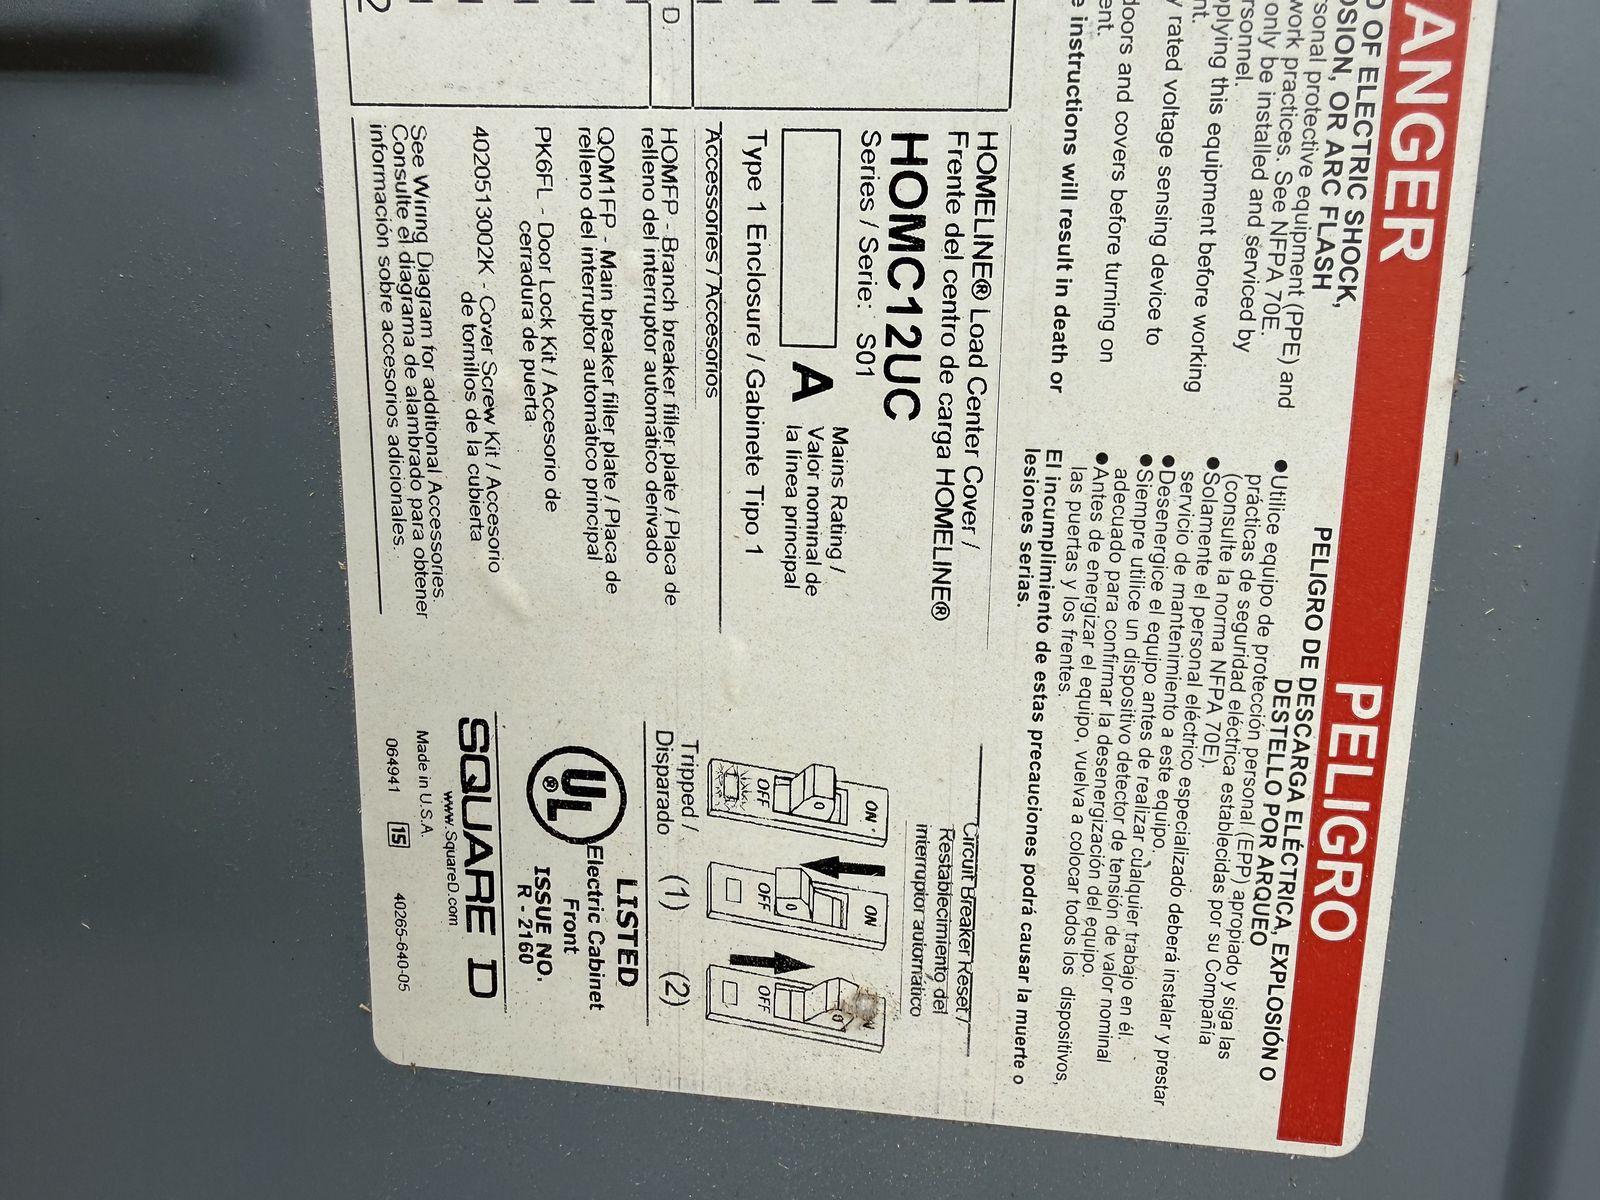 ANGER
D OF ELECTRIC SHOCK,
OSION, OR ARC FLASH
rsonal protective equipment (PPE) and
work practices. See NFPA 70E.
only be installed and serviced by
rsonnel.
pplying this equipment before working
nt.
y rated voltage sensing device to
doors and covers before turning on
ent.
e instructions will result in death or
PELIGRO
PELIGRO DE DESCARGA ELÉCTRICA, EXPLOSIÓN O
DESTELLO POR ARQUEO
● Utilice equipo de protección personal (EPP) apropiado y siga las
prácticas de seguridad eléctrica establecidas por su Compañía
(consulte la norma NFPA 70E).
● Solamente el personal eléctrico especializado deberá instalar y prestar
servicio de mantenimiento a este equipo.
● Desenergice el equipo antes de realizar cualquier trabajo en él.
● Siempre utilice un dispositivo detector de tensión de valor nominal
adecuado para confirmar la desenergización del equipo.
● Antes de energizar el equipo, vuelva a colocar todos los dispositivos,
las puertas y los frentes.
El incumplimiento de estas precauciones podrá causar la muerte o
lesiones serias.
D.
2
HOMELINE® Load Center Cover /
Frente del centro de carga HOMELINE®
HOMC12UC
Series / Serie: S01
A
Mains Rating /
Valor nominal de
la línea principal
Type 1 Enclosure / Gabinete Tipo 1
Accessories / Accesorios
HOMFP - Branch breaker filler plate / Placa de
relleno del interruptor automático derivado
QOM1FP - Main breaker filler plate / Placa de
relleno del interruptor automático principal
PK6FL - Door Lock Kit / Accesorio de
cerradura de puerta
4020513002K - Cover Screw Kit / Accesorio
de tornillos de la cubierta
See Wiring Diagram for additional Accessories.
Consulte el diagrama de alambrado para obtener
información sobre accesorios adicionales.
Circuit Breaker Reset /
Restablecimiento del
interruptor automático
ON
OFF
ON
OFF
OFF
Tripped /
Disparado
(1)
(2)
UL
®
LISTED
Electric Cabinet
Front
ISSUE NO.
R - 2160
SQUARE D
www.SquareD.com
Made in U.S.A.
064941
15
40265-640-05